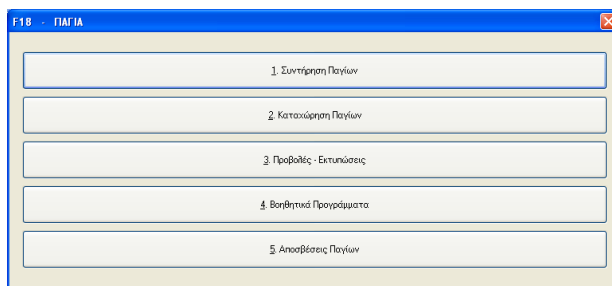 F18 - ΠΑΓΙΑ
1. Συντήρηση Παγίων
2. Καταχώρηση Παγίων
3. Προβολές - Εκτυπώσεις
4. Βοηθητικά Προγράμματα
5. Αποσβέσεις Παγίων